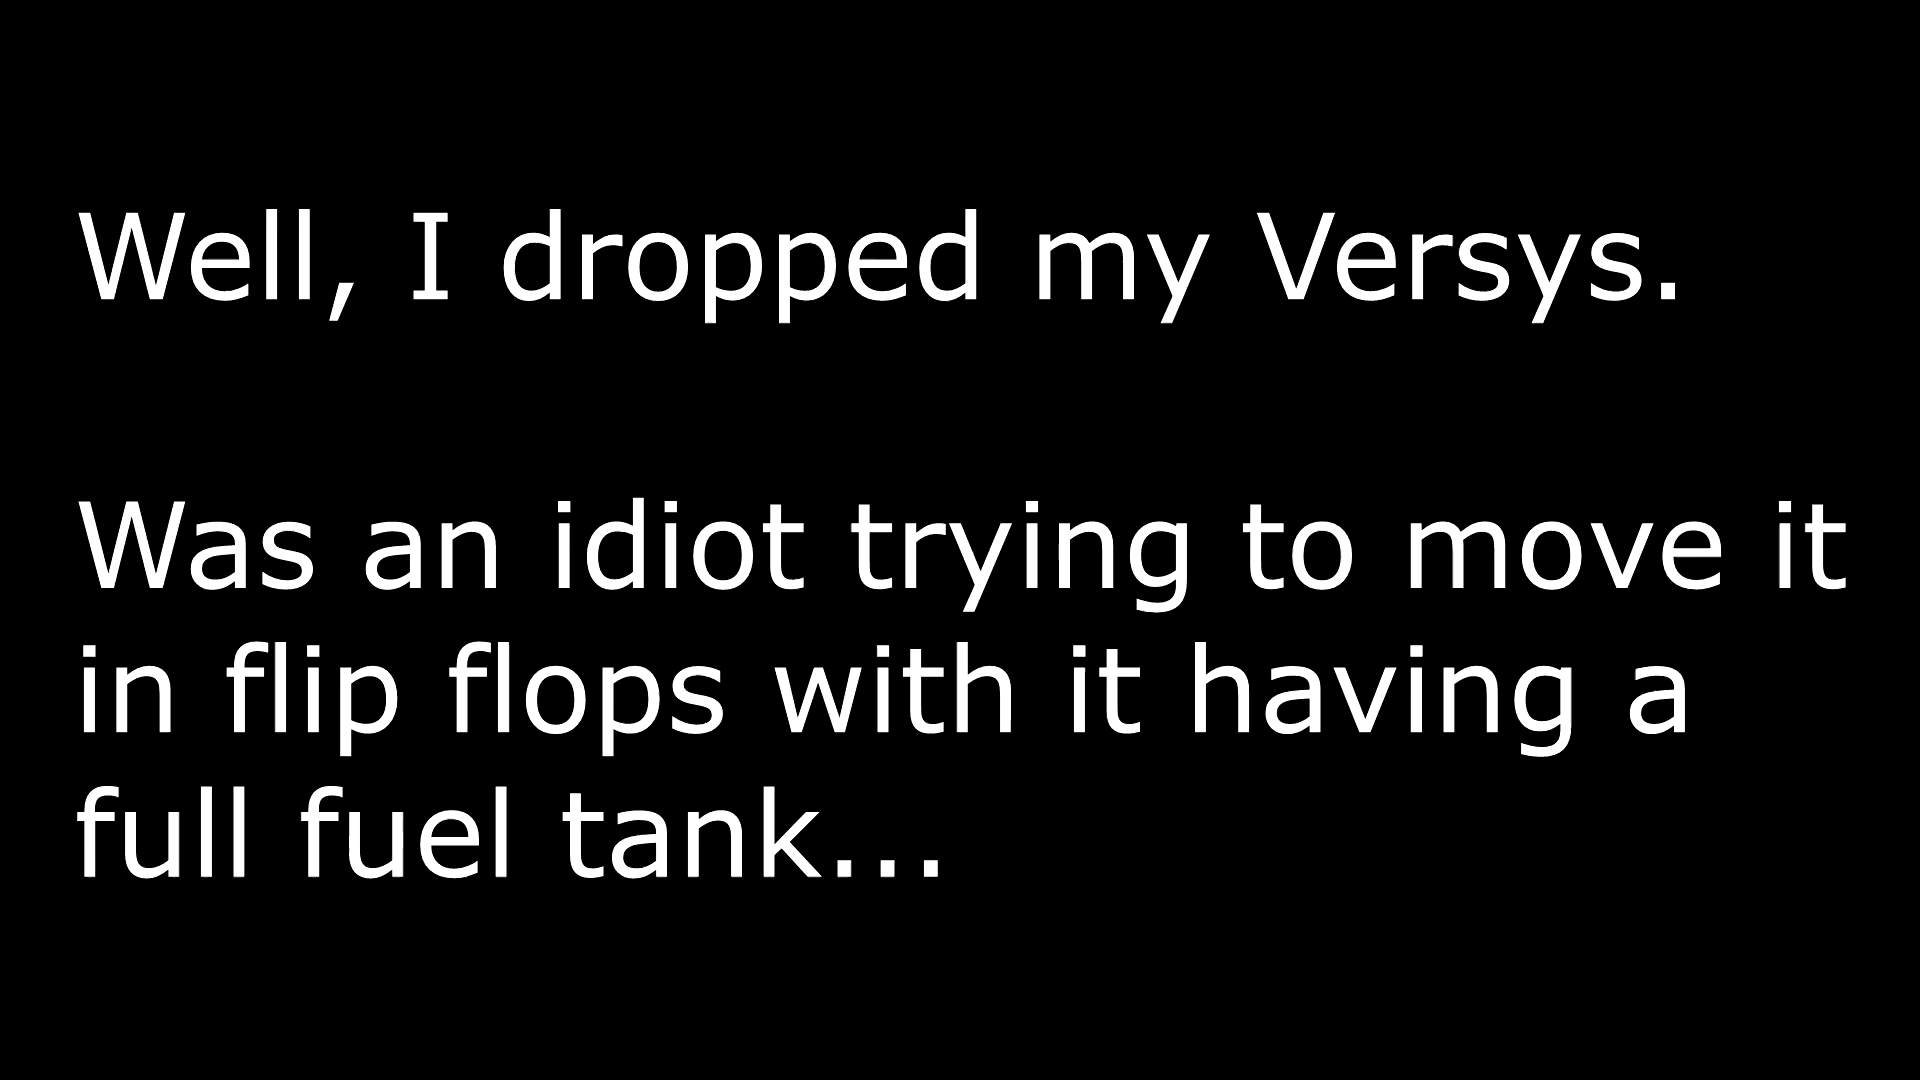 Well, I dropped my Versys.
Was an idiot trying to move it
in flip flops with it having a
full fuel tank...